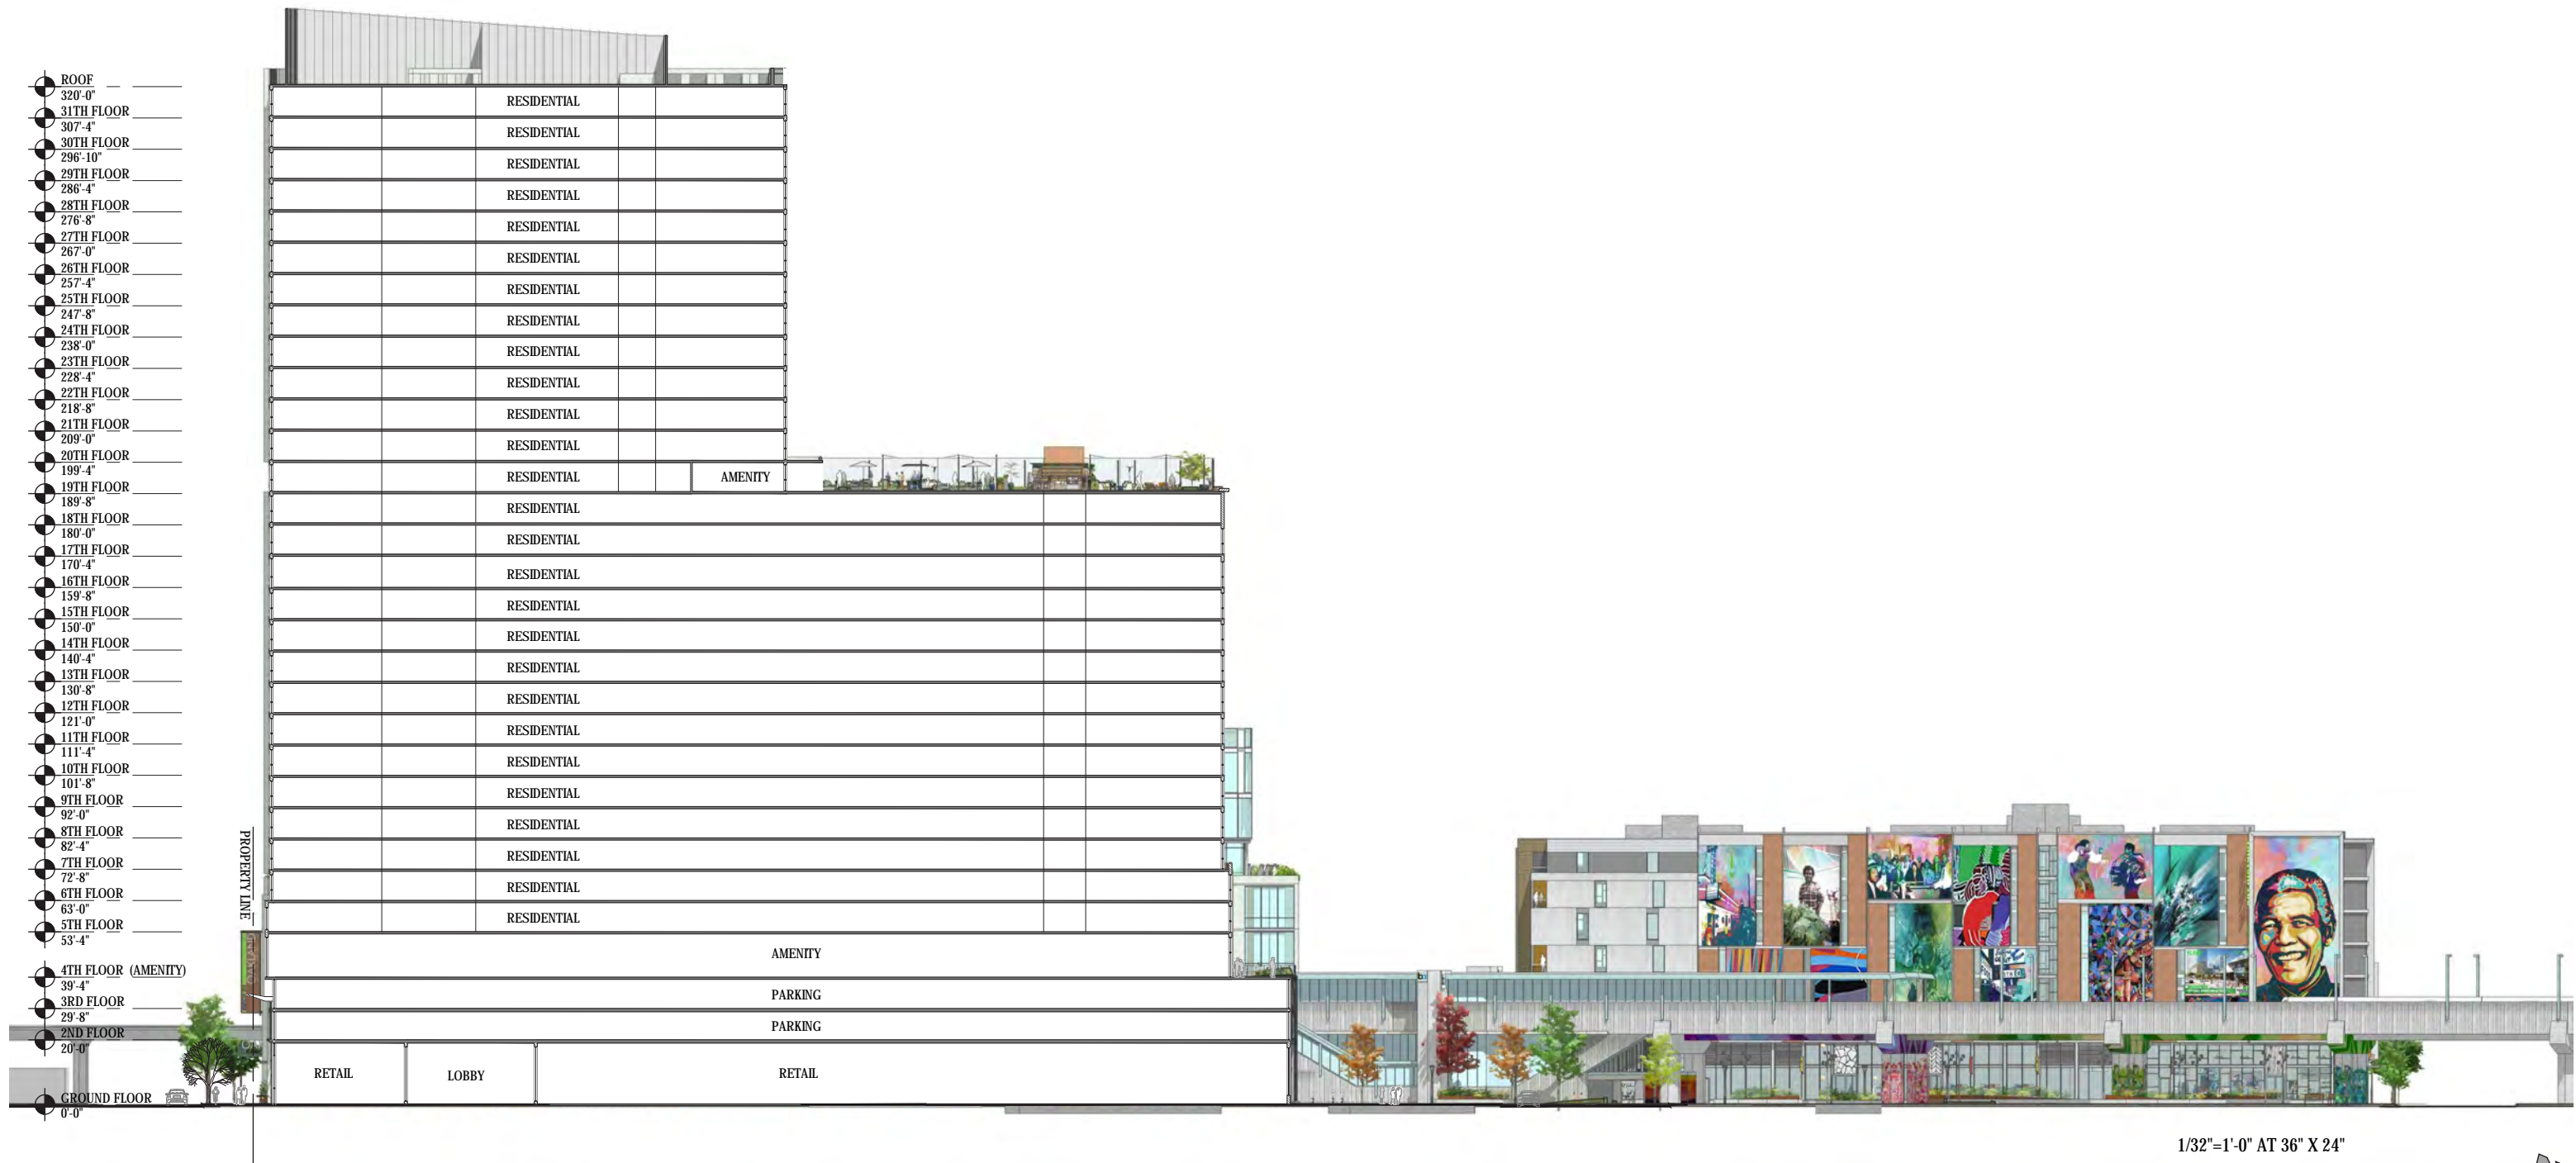 ROOF
320'-0"
31TH FLOOR
307'-4"
30TH FLOOR
296'-10"
29TH FLOOR
286'-4"
28TH FLOOR
276'-8"
27TH FLOOR
267'-0"
26TH FLOOR
257'-4"
25TH FLOOR
247'-8"
24TH FLOOR
238'-0"
23TH FLOOR
228'-4"
22TH FLOOR
218'-8"
21TH FLOOR
209'-0"
20TH FLOOR
199'-4"
19TH FLOOR
189'-8"
18TH FLOOR
180'-0"
17TH FLOOR
170'-4"
16TH FLOOR
159'-8"
15TH FLOOR
150'-0"
14TH FLOOR
140'-4"
13TH FLOOR
130'-8"
12TH FLOOR
121'-0"
11TH FLOOR
111'-4"
10TH FLOOR
101'-8"
9TH FLOOR
92'-0"
8TH FLOOR
82'-4"
7TH FLOOR
72'-8"
6TH FLOOR
63'-0"
5TH FLOOR
53'-4"
4TH FLOOR (AMENITY)
39'-4"
3RD FLOOR
29'-8"
2ND FLOOR
20'-0"
GROUND FLOOR
0'-0"
PROPERTY LINE
RESIDENTIAL
RESIDENTIAL
RESIDENTIAL
RESIDENTIAL
RESIDENTIAL
RESIDENTIAL
RESIDENTIAL
RESIDENTIAL
RESIDENTIAL
RESIDENTIAL
RESIDENTIAL
RESIDENTIAL
RESIDENTIAL AMENITY
RESIDENTIAL
RESIDENTIAL
RESIDENTIAL
RESIDENTIAL
RESIDENTIAL
RESIDENTIAL
RESIDENTIAL
RESIDENTIAL
RESIDENTIAL
RESIDENTIAL
RESIDENTIAL
RESIDENTIAL
RESIDENTIAL
RESIDENTIAL
AMENITY
PARKING
PARKING
RETAIL LOBBY RETAIL
1/32"=1'-0" AT 36" X 24"